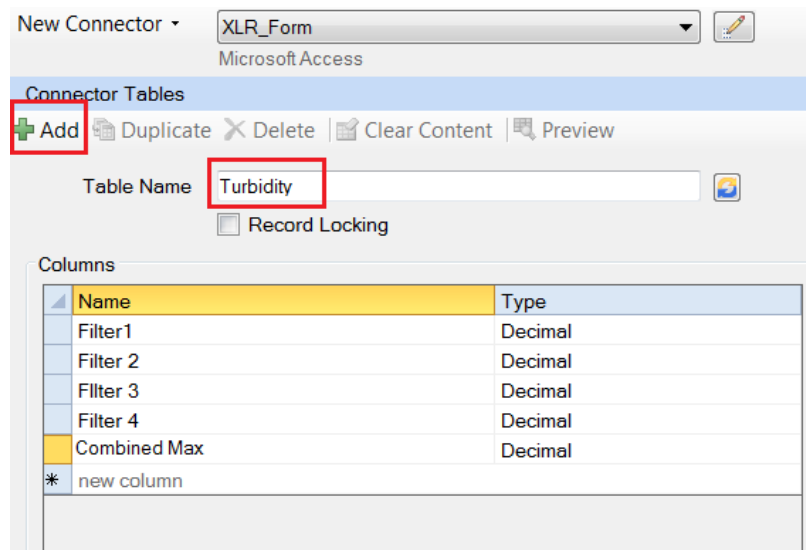 New Connector XLR_Form
Microsoft Access
Connector Tables
Add Duplicate Delete Clear Content Preview
Table Name Turbidity
Record Locking
Columns
Name Type
Filter1 Decimal
Filter 2 Decimal
FIlter 3 Decimal
Filter 4 Decimal
Combined Max Decimal
* new column